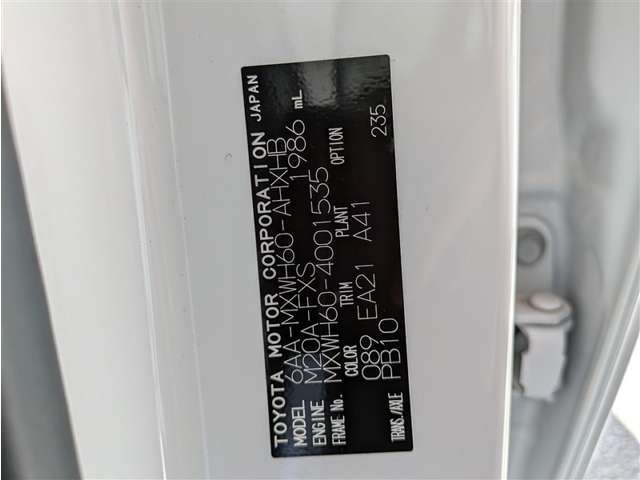 TOYOTA MOTOR CORPORATION JAPAN
MODEL 6AA-MXWH60-AHXHB
ENGINE M20A-FXS 1986 mL
FRAME No. MXWH60-4001535
COLOR TRIM PLANT OPTION
089 EA21 A41 235
TRANS./AXLE PB10